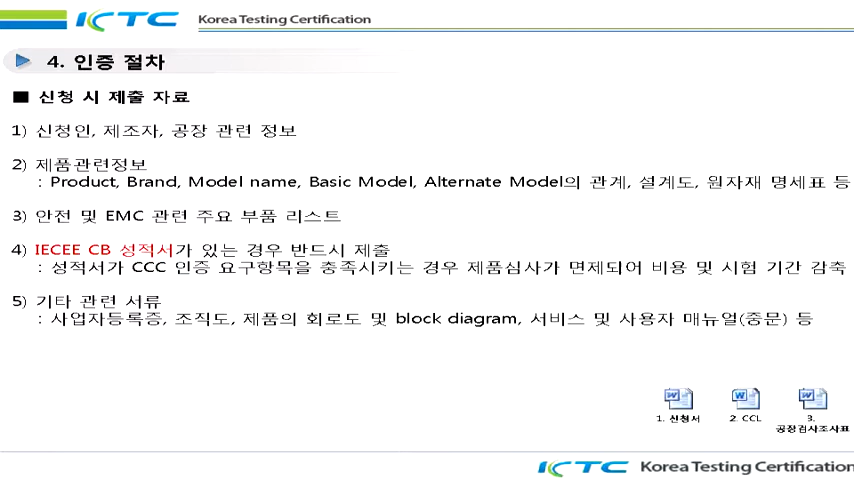 KTC Korea Testing Certification
4. 인증 절차
■ 신청 시 제출 자료
1) 신청인, 제조자, 공장 관련 정보
2) 제품관련정보
: Product, Brand, Model name, Basic Model, Alternate Model의 관계, 설계도, 원자재 명세표 등
3) 안전 및 EMC 관련 주요 부품 리스트
4) IECEE CB 성적서가 있는 경우 반드시 제출
: 성적서가 CCC 인증 요구항목을 충족시키는 경우 제품심사가 면제되어 비용 및 시험 기간 감축
5) 기타 관련 서류
: 사업자등록증, 조직도, 제품의 회로도 및 block diagram, 서비스 및 사용자 매뉴얼(중문) 등
1. 신청서
2. CCL
3.
공장검사조사표
KTC Korea Testing Certification